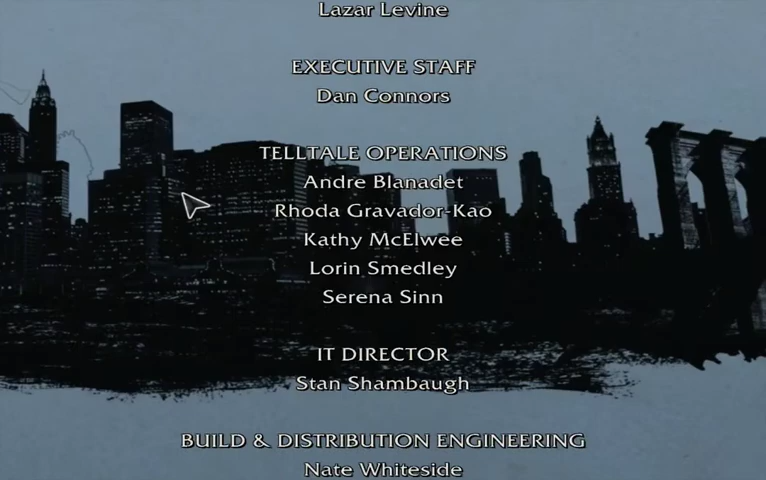 Lazar Levine
EXECUTIVE STAFF
Dan Connors
TELLTALE OPERATIONS
Andre Blanadet
Rhoda Gravador-Kao
Kathy McElwee
Lorin Smedley
Serena Sinn
IT DIRECTOR
Stan Shambaugh
BUILD & DISTRIBUTION ENGINEERING
Nate Whiteside